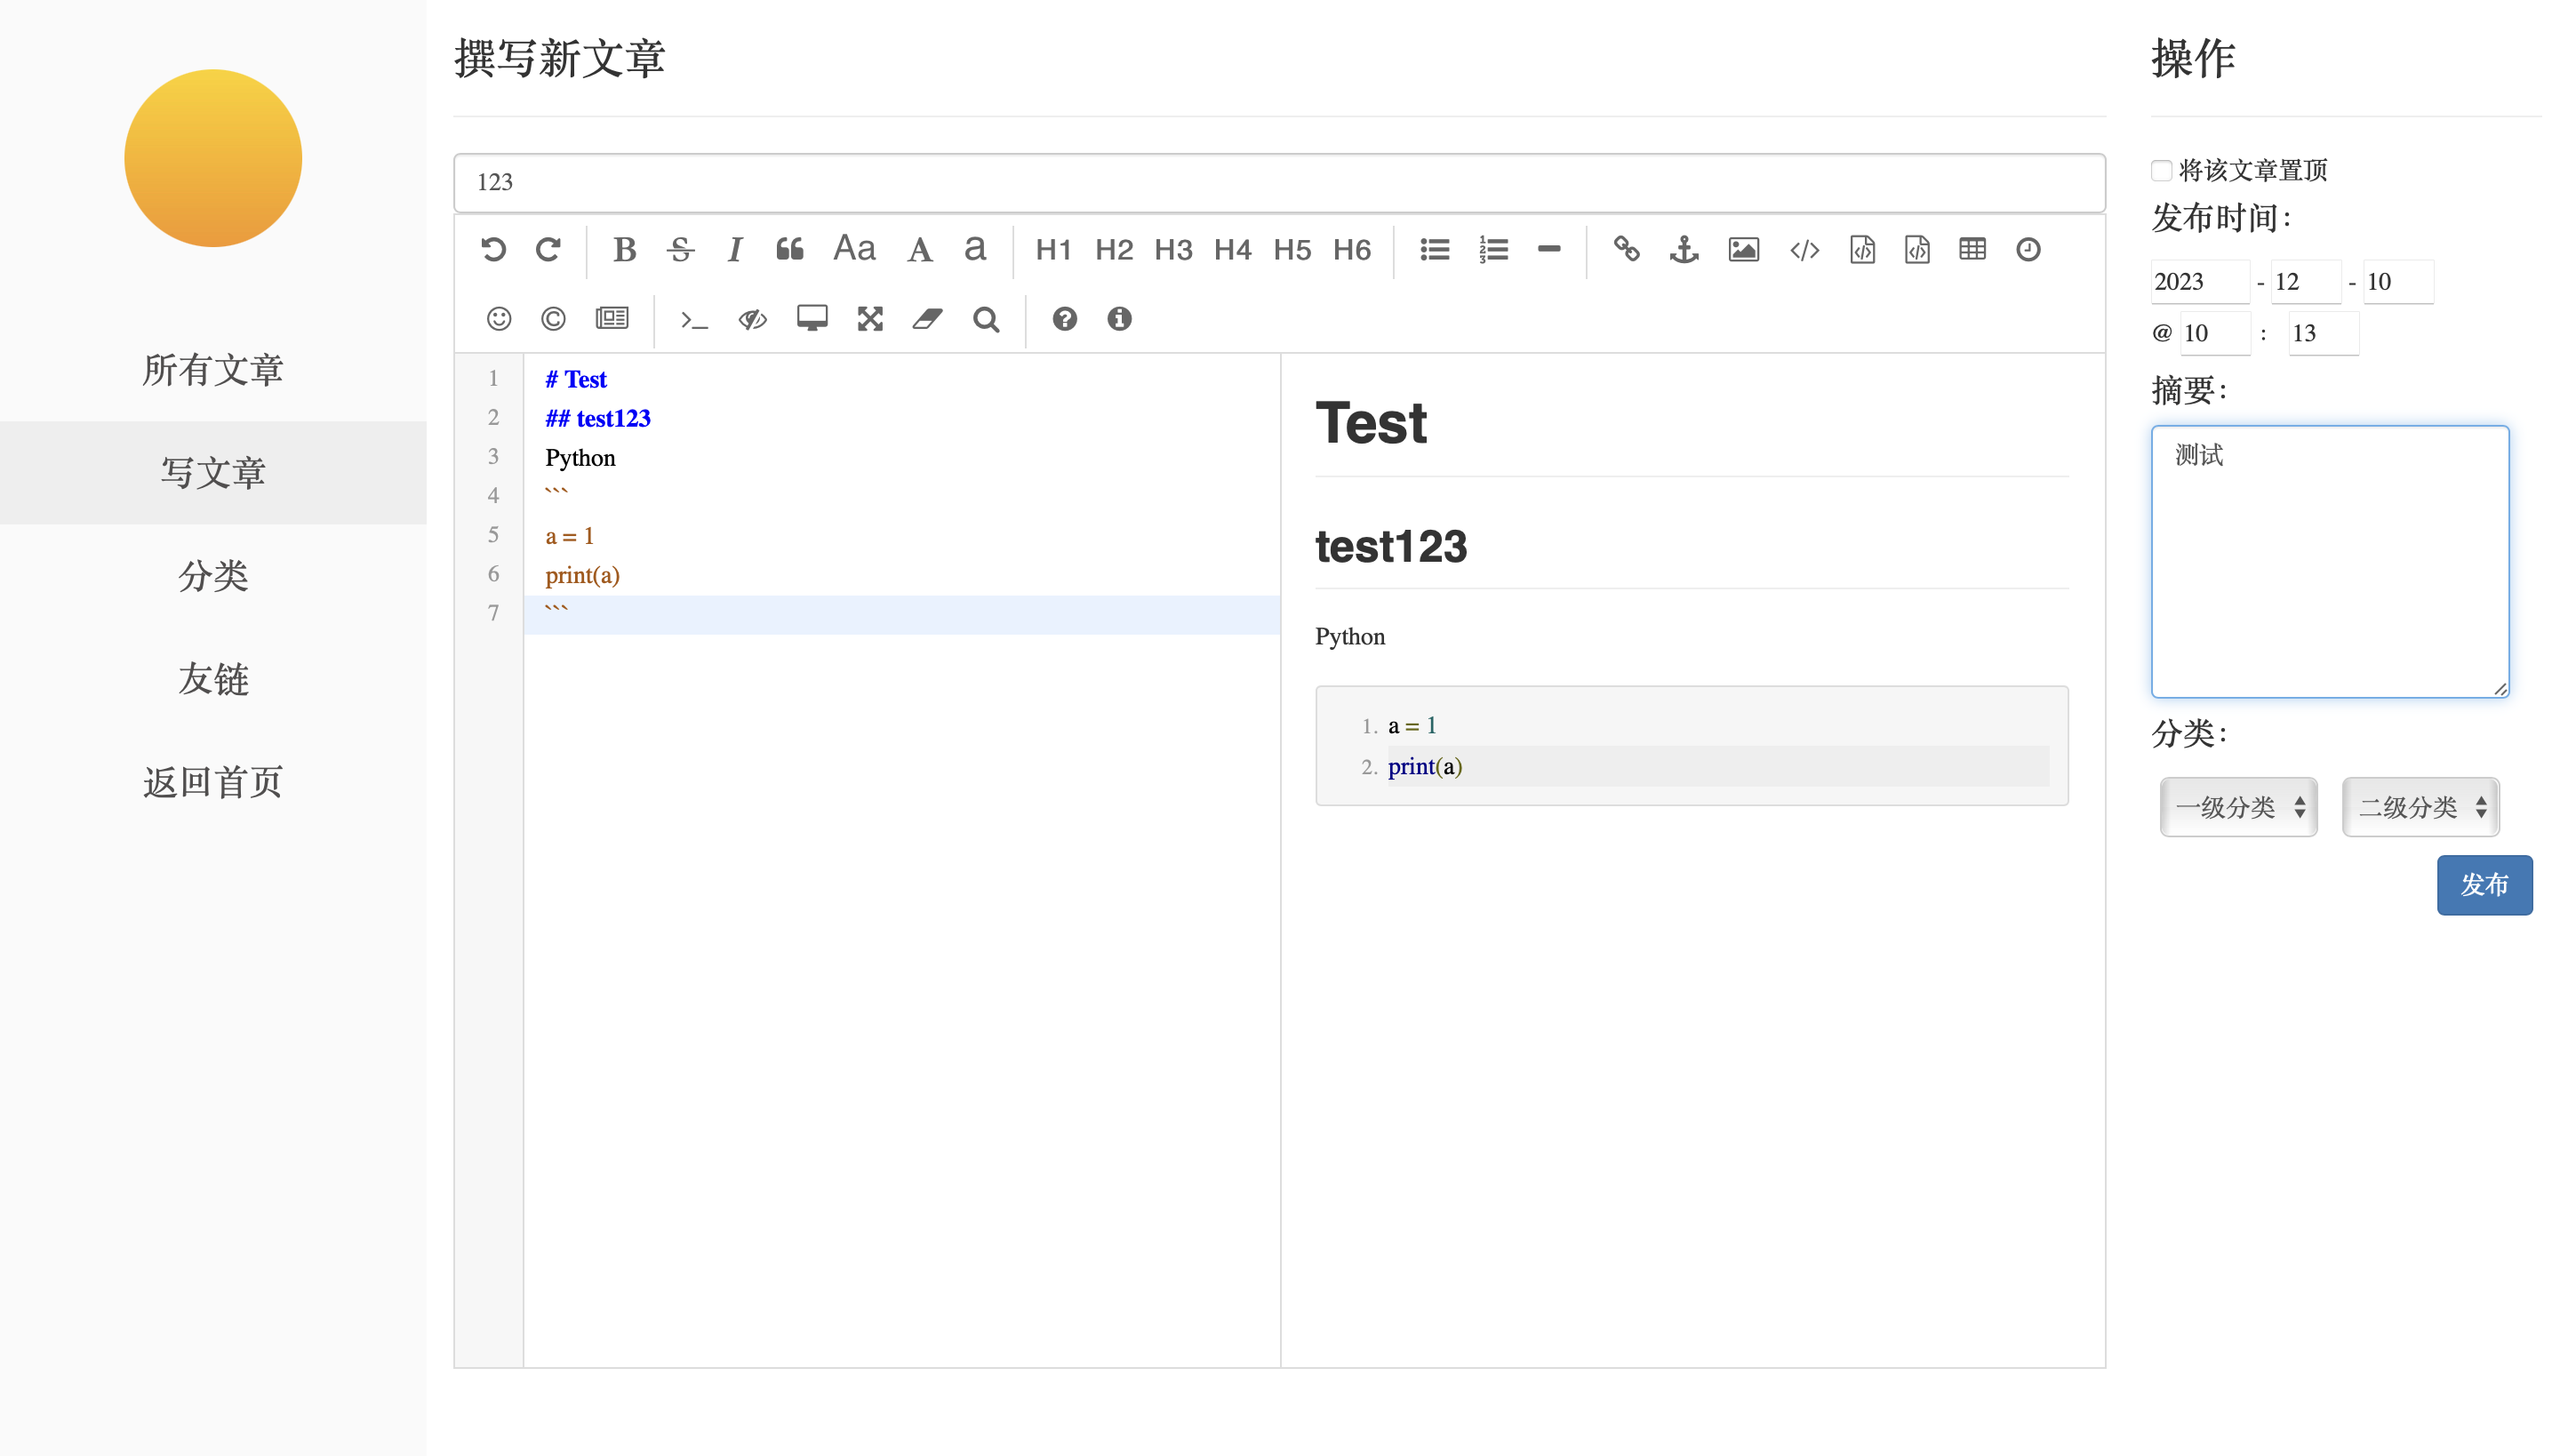 所有文章
写文章
分类
友链
返回首页
撰写新文章
123
B S I Aa A a H1 H2 H3 H4 H5 H6
1 # Test
2 ## test123
3 Python
4 ```
5 a = 1
6 print(a)
7 ```
Test
test123
Python
1. a = 1
2. print(a)
操作
将该文章置顶
发布时间：
2023 - 12 - 10
@ 10 : 13
摘要：
测试
分类：
一级分类 二级分类
发布